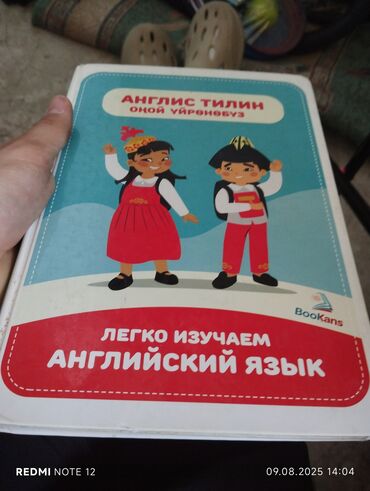 АНГЛИС ТИЛИН
ОҢОЙ ҮЙРӨНӨБҮЗ
BooKans
ЛЕГКО ИЗУЧАЕМ
АНГЛИЙСКИЙ ЯЗЫК
REDMI NOTE 12
09.08.2025 14:04